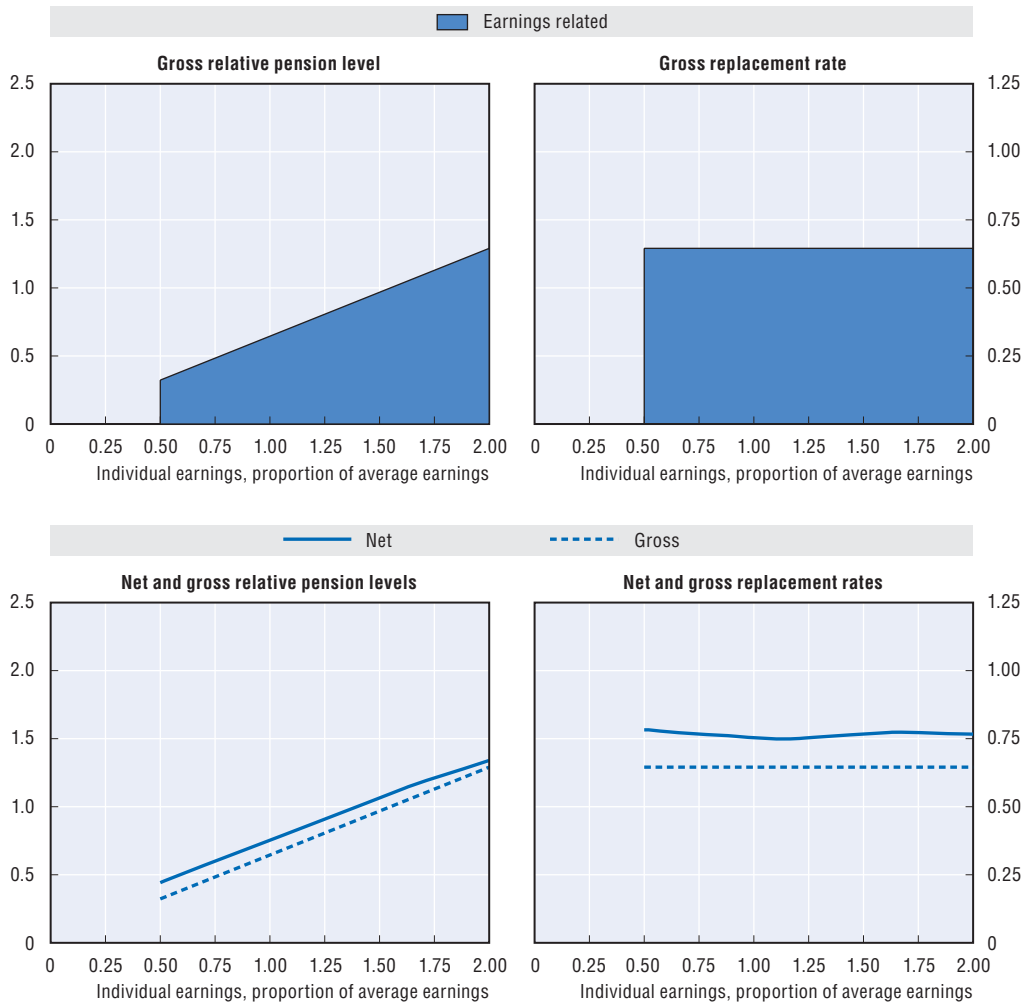 Earnings related
Gross relative pension level
2.5
2.0
1.5
1.0
0.5
0
0 0.25 0.50 0.75 1.00 1.25 1.50 1.75 2.00
Individual earnings, proportion of average earnings
Gross replacement rate
1.25
1.00
0.75
0.50
0.25
0
0 0.25 0.50 0.75 1.00 1.25 1.50 1.75 2.00
Individual earnings, proportion of average earnings
Net Gross
Net and gross relative pension levels
2.5
2.0
1.5
1.0
0.5
0
0 0.25 0.50 0.75 1.00 1.25 1.50 1.75 2.00
Individual earnings, proportion of average earnings
Net and gross replacement rates
1.25
1.00
0.75
0.50
0.25
0
0 0.25 0.50 0.75 1.00 1.25 1.50 1.75 2.00
Individual earnings, proportion of average earnings